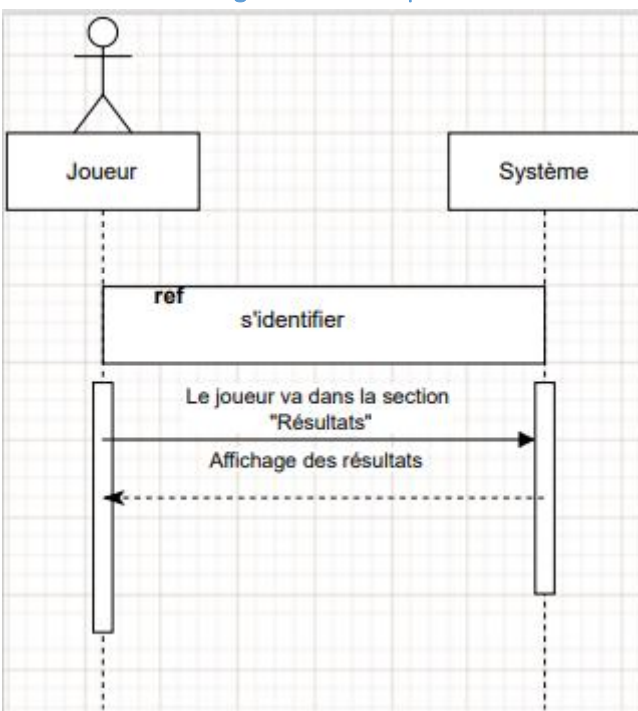 Joueur
Système
ref
s'identifier
Le joueur va dans la section
"Résultats"
Affichage des résultats